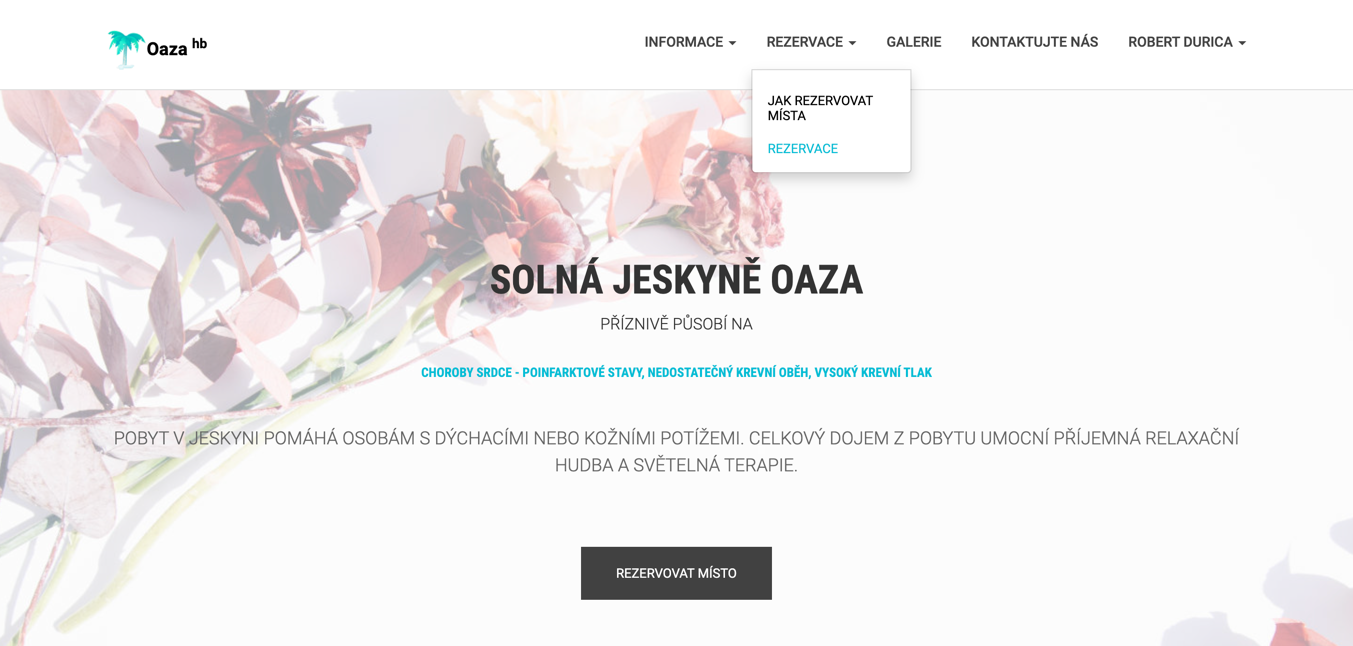 Oaza hb
INFORMACE
REZERVACE
GALERIE
KONTAKTUJTE NÁS
ROBERT DURICA
JAK REZERVOVAT
MÍSTA
REZERVACE
SOLNÁ JESKYNĚ OAZA
PŘÍZNIVĚ PŮSOBÍ NA
CHOROBY SRDCE - POINFARKTOVÉ STAVY, NEDOSTATEČNÝ KREVNÍ OBĚH, VYSOKÝ KREVNÍ TLAK
POBYT V JESKYNI POMÁHÁ OSOBÁM S DÝCHACÍMI NEBO KOŽNÍMI POTÍŽEMI. CELKOVÝ DOJEM Z POBYTU UMOCNÍ PŘÍJEMNÁ RELAXAČNÍ
HUDBA A SVĚTELNÁ TERAPIE.
REZERVOVAT MÍSTO